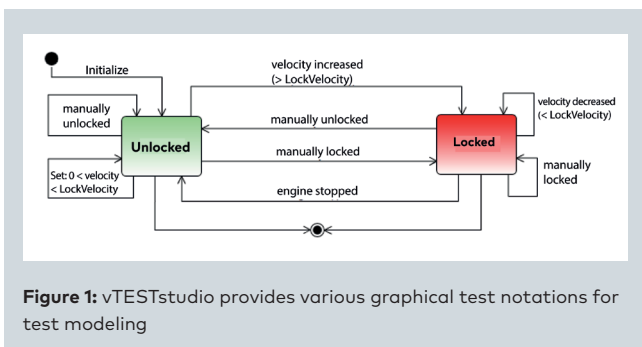 Initialize
velocity increased
(> LockVelocity)
manually
unlocked
manually unlocked
velocity decreased
(< LockVelocity)
Unlocked
Locked
manually locked
manually
locked
Set: 0 < velocity
< LockVelocity
engine stopped
Figure 1: vTESTstudio provides various graphical test notations for
test modeling